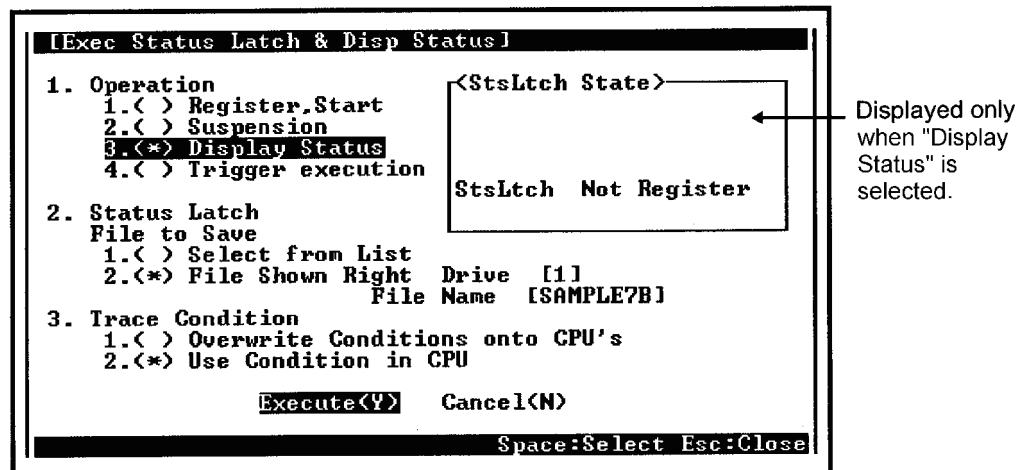 [Exec Status Latch & Disp Status]
1. Operation
1.( ) Register,Start
2.( ) Suspension
3.(*) Display Status
4.( ) Trigger execution
<StsLtch State>
StsLtch Not Register
Displayed only
when "Display
Status" is
selected.
2. Status Latch
File to Save
1.( ) Select from List
2.(*) File Shown Right Drive [1]
File Name [SAMPLE7B]
3. Trace Condition
1.( ) Overwrite Conditions onto CPU's
2.(*) Use Condition in CPU
Execute(Y) Cancel(N)
Space:Select Esc:Close